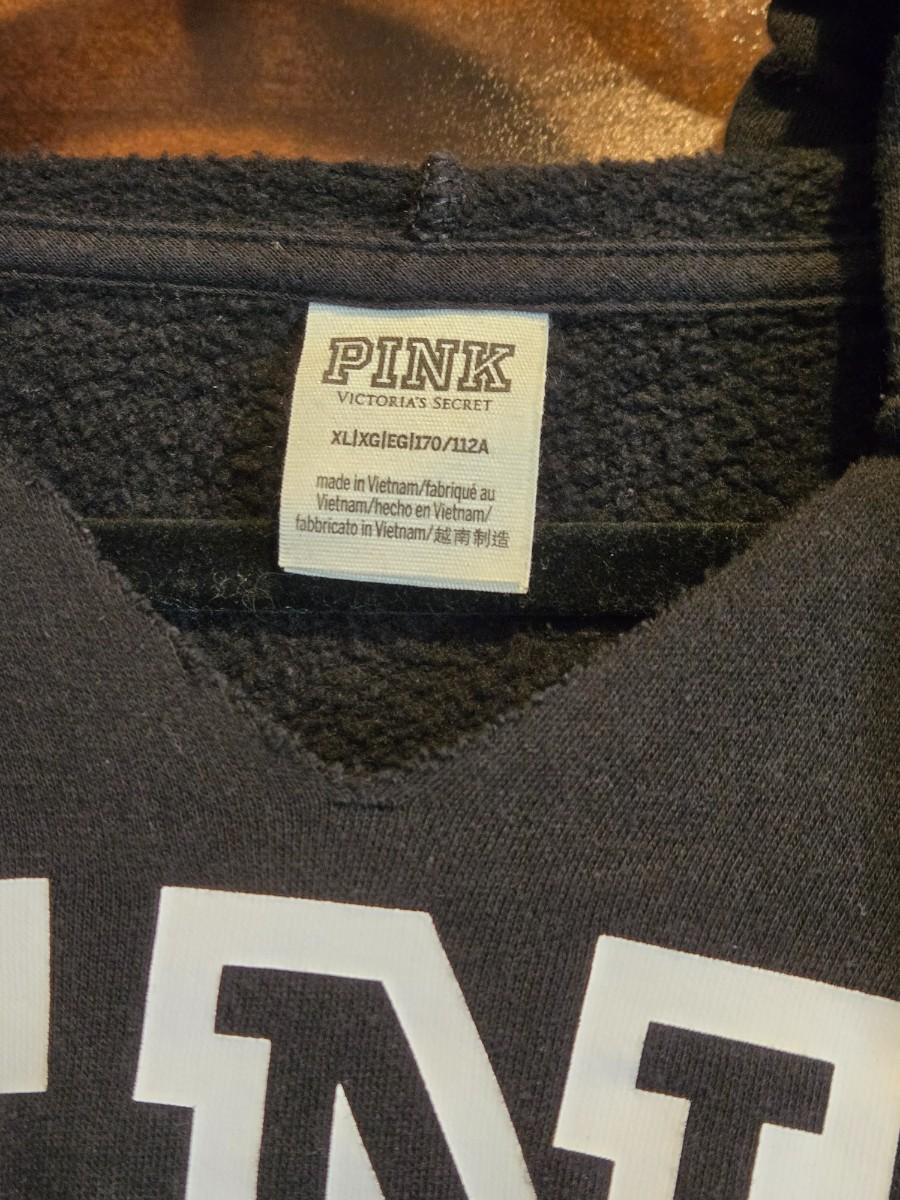 PINK
VICTORIA'S SECRET
XL|XG|EG|170/112A
made in Vietnam/fabriqué au
Vietnam/hecho en Vietnam/
fabbricato in Vietnam/越南制造
N